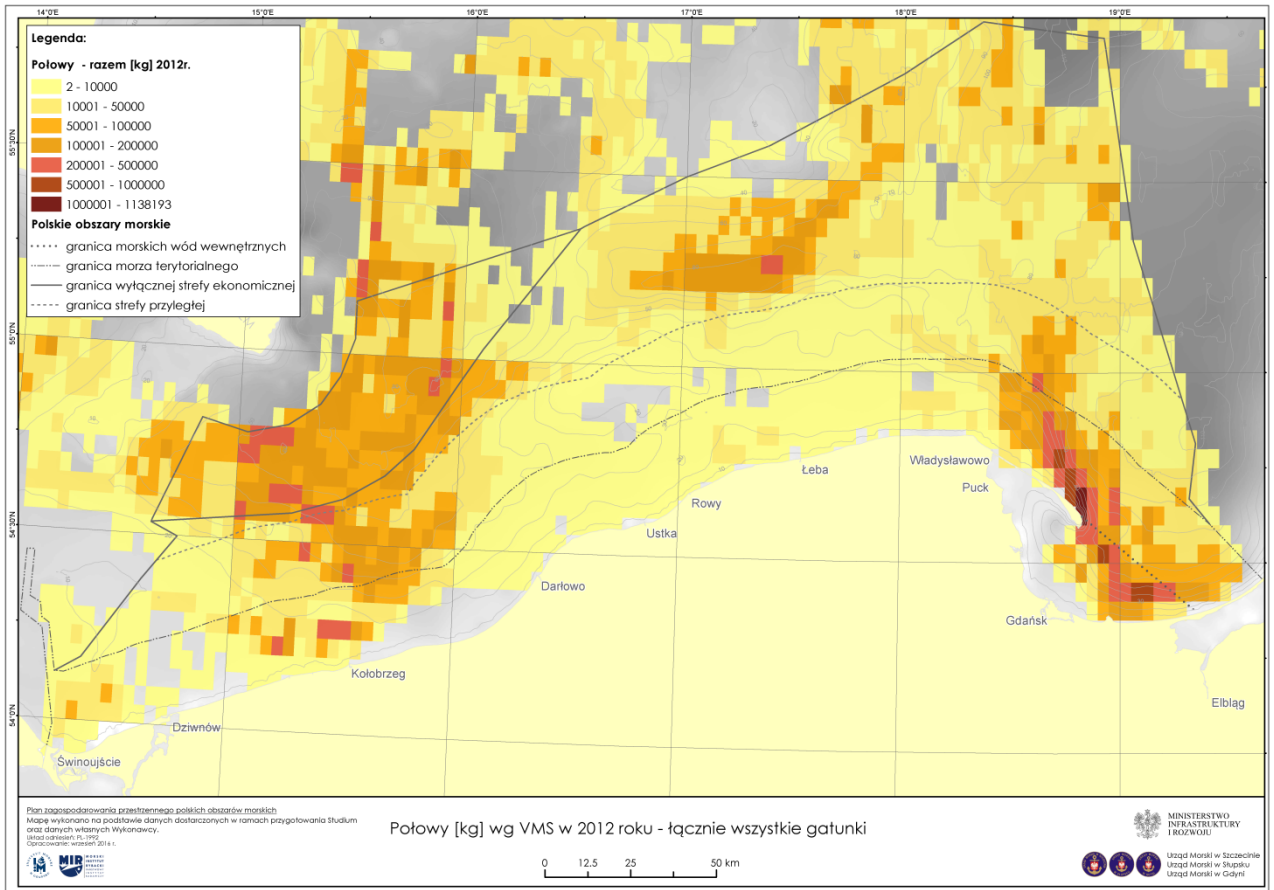 14°0'E 15°0'E 16°0'E 17°0'E 18°0'E 19°0'E
Legenda:
Połowy - razem [kg] 2012r.
2 - 10000
10001 - 50000
50001 - 100000
100001 - 200000
200001 - 500000
500001 - 1000000
1000001 - 1138193
Polskie obszary morskie
granica morskich wód wewnętrznych
granica morza terytorialnego
granica wyłącznej strefy ekonomicznej
granica strefy przyległej
55°30'N
55°0'N
54°30'N
54°0'N
Władysławowo
Puck
Łeba
Rowy
Ustka
Darłowo
Gdańsk
Kołobrzeg
Elbląg
Dziwnów
Świnoujście
Plan zagospodarowania przestrzennego polskich obszarów morskich
Mapę wykonano na podstawie danych dostarczonych w ramach przygotowania Studium
oraz danych własnych Wykonawcy.
Układ odniesień: PL-1992
Opracowanie: wrzesień 2016 r.
MIR
MORSKI
INSTYTUT
RYBACKI
Połowy [kg] wg VMS w 2012 roku - łącznie wszystkie gatunki
0 12.5 25 50 km
MINISTERSTWO
INFRASTRUKTURY
I ROZWOJU
Urząd Morski w Szczecinie
Urząd Morski w Słupsku
Urząd Morski w Gdyni